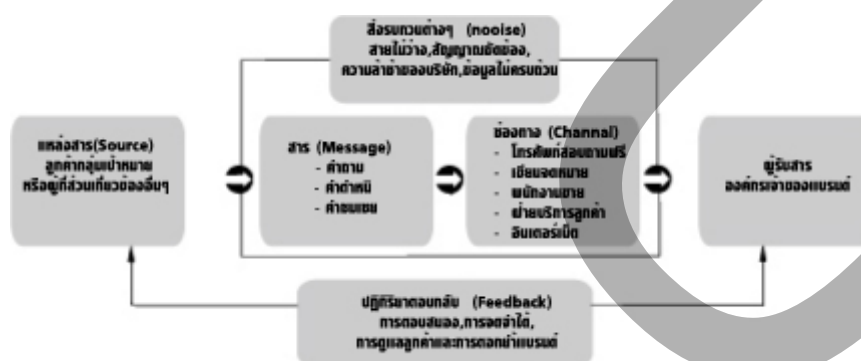 สื่อรบกวนต่างๆ (nooise)
สายไม่ว่าง,สัญญาณขัดข้อง,
ความล่าช้าของบริษัท,ข้อมูลไม่ครบถ้วน
แหล่งสาร(Source)
ลูกค้ากลุ่มเป้าหมาย
หรือผู้ที่ส่วนเกี่ยวข้องอื่นๆ
สาร (Message)
- คำถาม
- คำตำหนิ
- คำชมเชย
ช่องทาง (Channal)
- โทรศัพท์สอบถามฟรี
- เขียนจดหมาย
- พนักงานขาย
- ฝ่ายบริการลูกค้า
- อินเตอร์เน็ต
ผู้รับสาร
องค์กรเจ้าของแบรนด์
ปฏิกิริยาตอบกลับ (Feedback)
การตอบสนอง,การจดจำได้,
การดูแลลูกค้าและการตอกย้ำแบรนด์